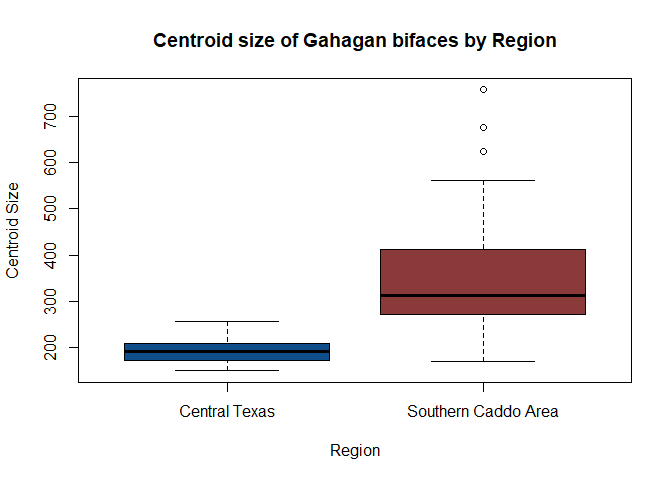 Centroid size of Gahagan bifaces by Region
Centroid Size
700
600
500
400
300
200
Central Texas
Southern Caddo Area
Region